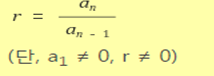 r = aₙ / aₙ₋₁
(단, a₁ ≠ 0, r ≠ 0)